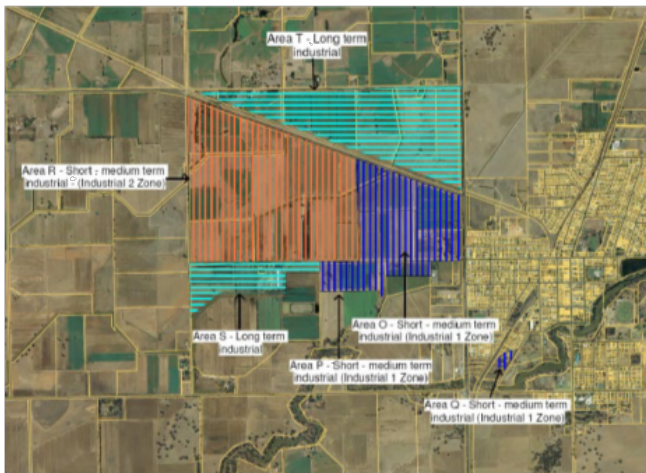 Area T - Long term
industrial
Area R - Short - medium term
industrial - (Industrial 2 Zone)
Area S - Long term
industrial
Area O - Short - medium term
industrial (Industrial 1 Zone)
Area P - Short - medium term
industrial (Industrial 1 Zone)
Area Q - Short - medium term
industrial (Industrial 1 Zone)